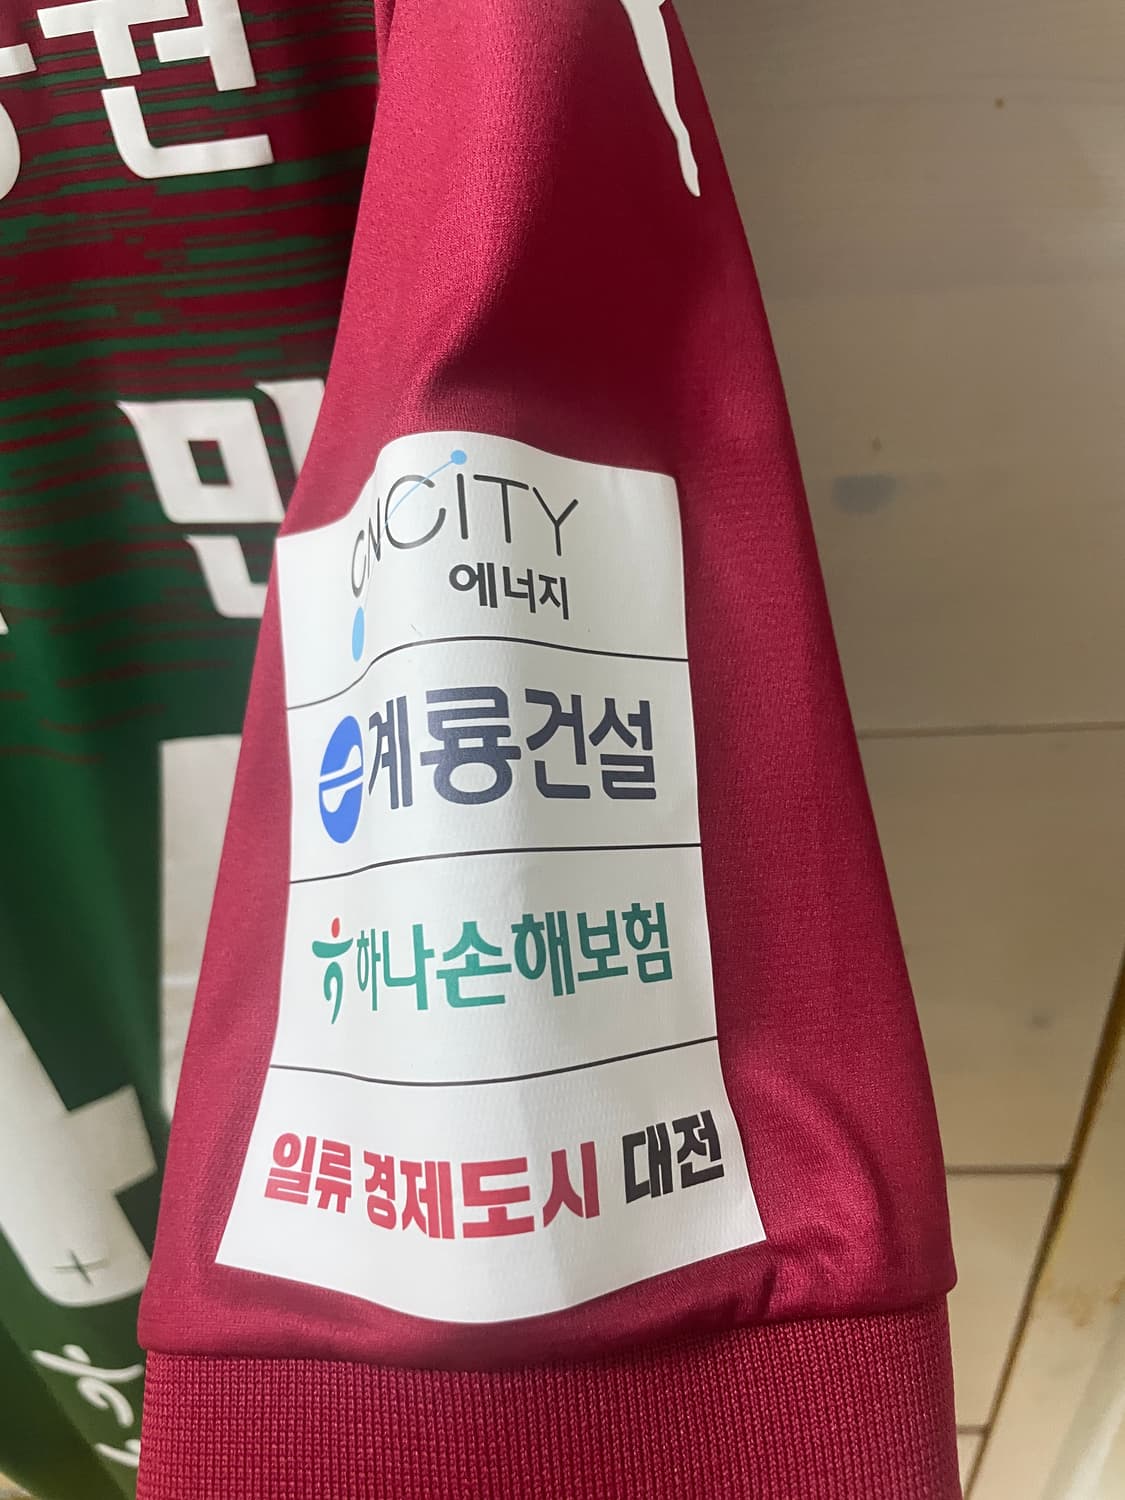 CNCITY
에너지
계룡건설
하나손해보험
일류 경제도시 대전